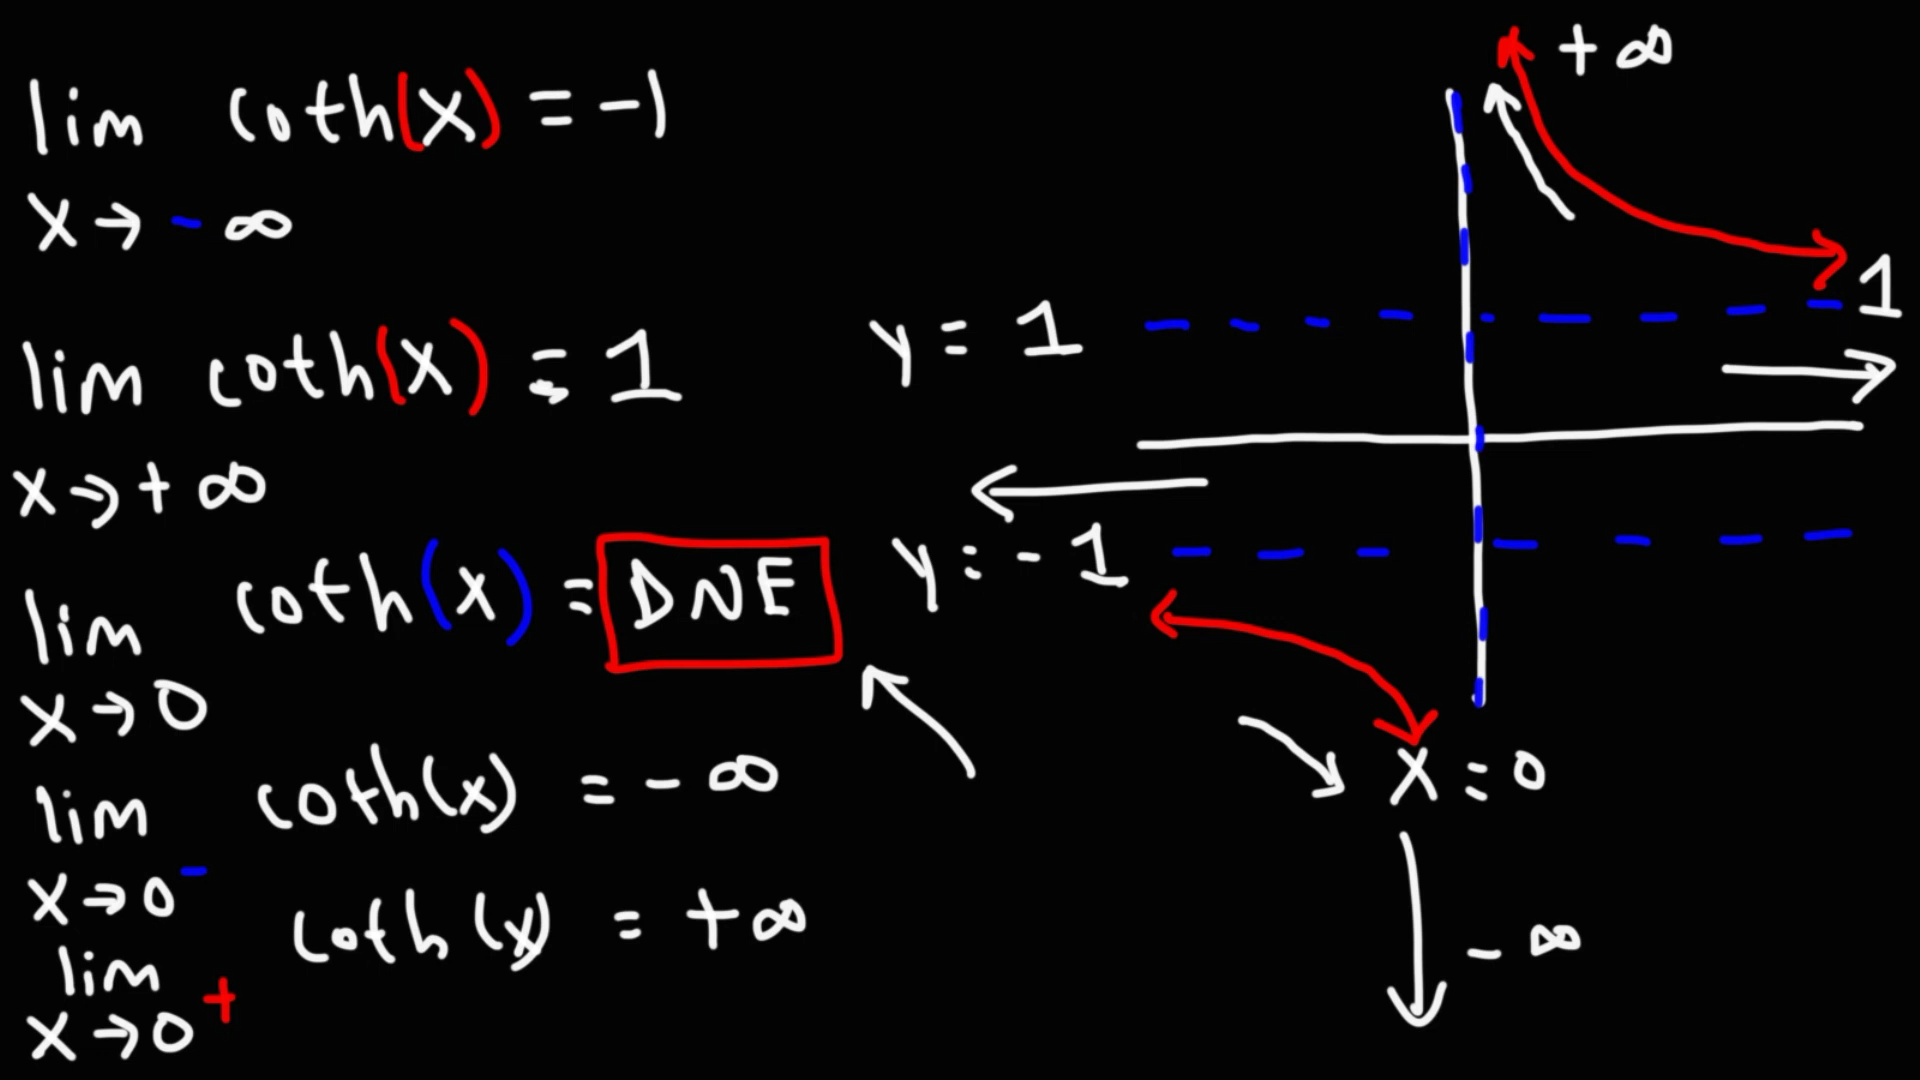 lim coth(x) = -1
x → - ∞
lim coth(x) = 1
x → + ∞
lim coth(x) = DNE
x → 0
lim coth(x) = - ∞
x → 0⁻
lim coth(x) = + ∞
x → 0⁺
+ ∞
1
y = 1
y = -1
x = 0
- ∞